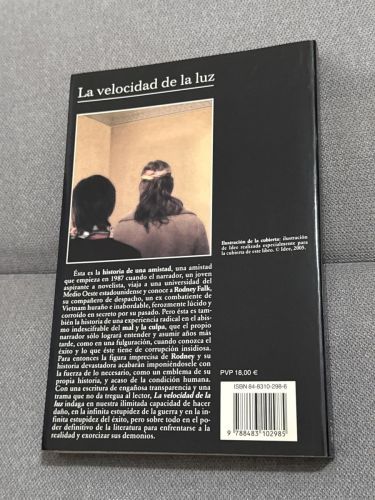 La velocidad de la luz
Ilustración de la cubierta: ilustración
de Ideo realizada especialmente para
la cubierta de este libro. © Ideo, 2005.
Ésta es la historia de una amistad, una amistad
que empieza en 1987 cuando el narrador, un joven
aspirante a novelista, viaja a una universidad del
Medio Oeste estadounidense y conoce a Rodney Falk,
su compañero de despacho, un ex combatiente de
Vietnam huraño e inabordable, ferozmente lúcido y
corroído en secreto por su pasado. Pero ésta es tam-
bién la historia de una experiencia radical en el abis-
mo indescifrable del mal y la culpa, que el propio
narrador sólo logrará entender y asumir años más
tarde, como en una fulguración, cuando conozca el
éxito y lo que éste tiene de corrupción insidiosa.
Para entonces la figura imprecisa de Rodney y su
historia devastadora acabarán imponiéndosele con
la fuerza de lo necesario, como un emblema de su
propia historia, y acaso de la condición humana.
Con una escritura de engañosa transparencia y una
trama que no da tregua al lector, La velocidad de la
luz indaga en nuestra ilimitada capacidad de hacer
daño, en la infinita estupidez de la guerra y en la in-
finita estupidez del éxito, pero sobre todo en el po-
der definitivo de la literatura para enfrentarse a la
realidad y exorcizar sus demonios.
PVP 18,00 €
ISBN 84-8310-298-6
9 788483 102985